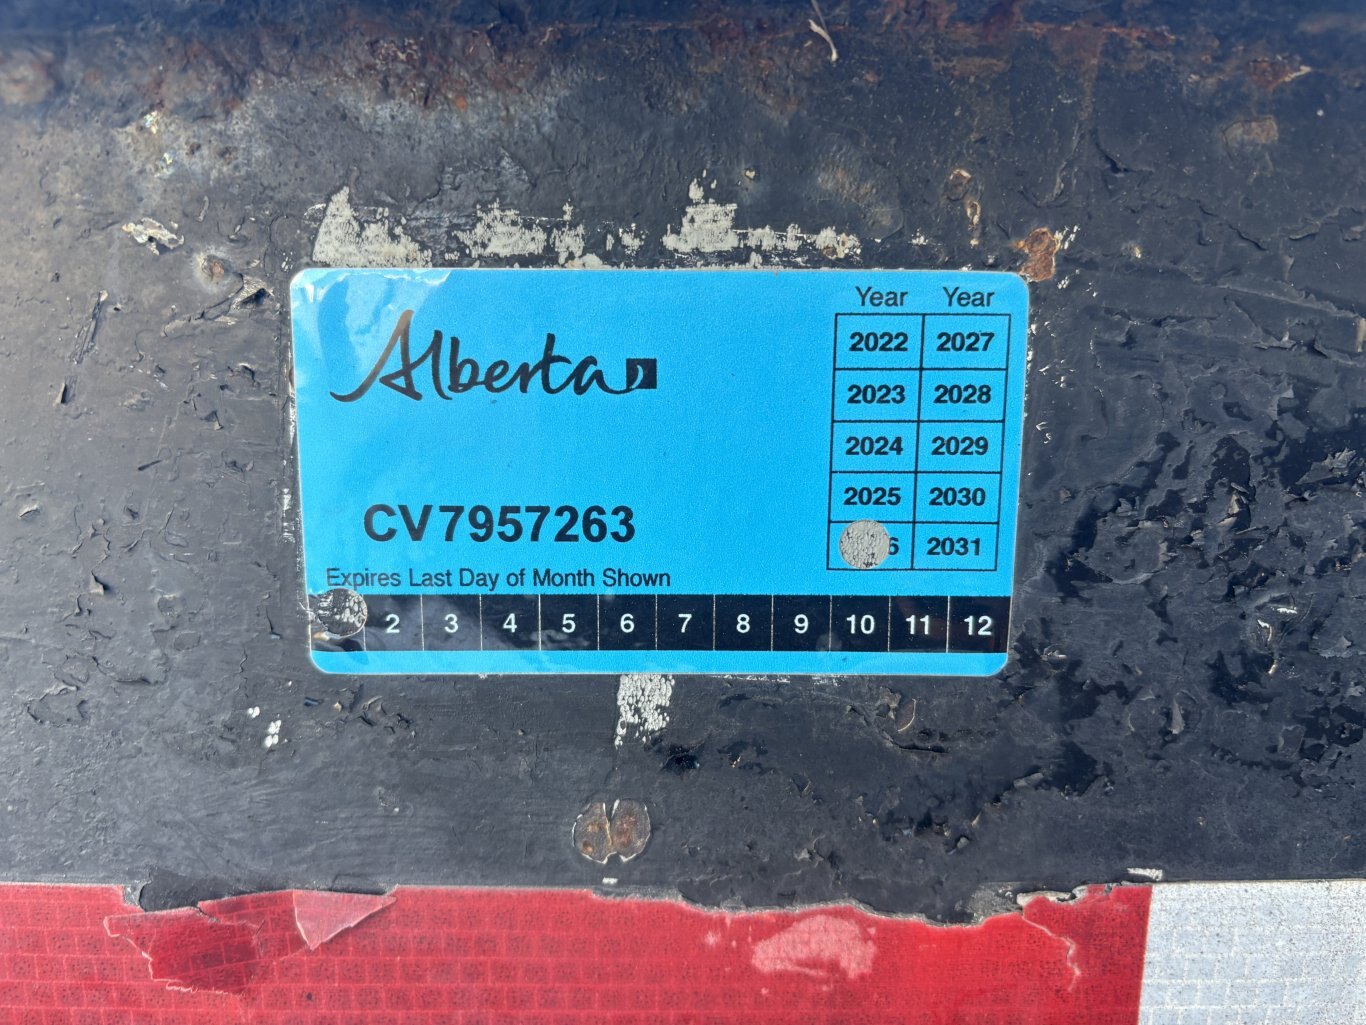 Alberta
Year Year
2022 2027
2023 2028
2024 2029
2025 2030
6 2031
CV7957263
Expires Last Day of Month Shown
2 3 4 5 6 7 8 9 10 11 12